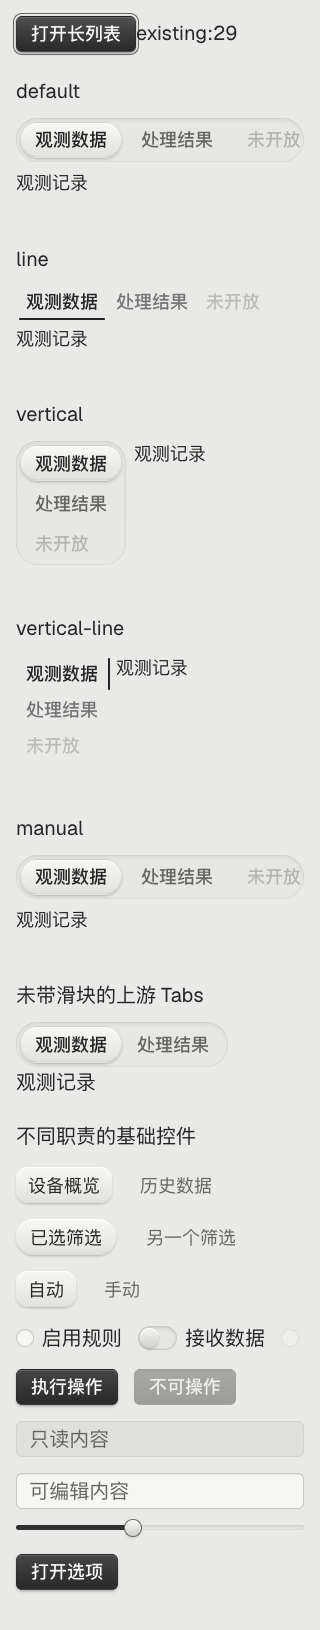 打开长列表 existing:29
default
观测数据 处理结果 未开放
观测记录
line
观测数据 处理结果 未开放
观测记录
vertical
观测数据 观测记录
处理结果
未开放
vertical-line
观测数据 观测记录
处理结果
未开放
manual
观测数据 处理结果 未开放
观测记录
未带滑块的上游 Tabs
观测数据 处理结果
观测记录
不同职责的基础控件
设备概览 历史数据
已选筛选 另一个筛选
自动 手动
启用规则 接收数据
执行操作 不可操作
只读内容
可编辑内容
打开选项